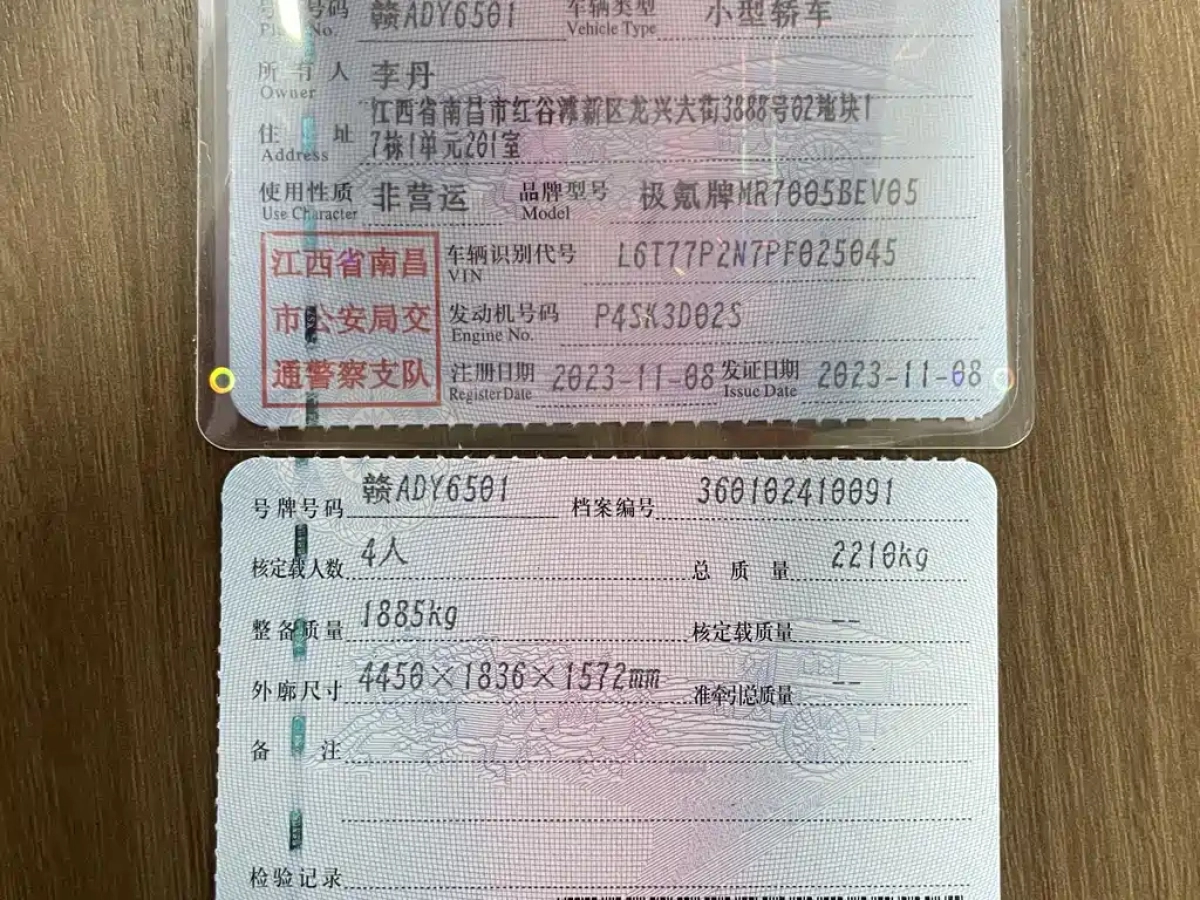 号码 赣ADY6501 车辆类型 小型轿车
Plate No. Vehicle Type
所有人 李丹
Owner
江西省南昌市红谷滩新区龙兴大街3888号02地块1
住址 7栋1单元201室
Address
使用性质 非营运 品牌型号 极氪牌MR7005BEV05
Use Character Model
江西省南昌 车辆识别代号 L6T77P2N7PF025045
VIN
市公安局交 发动机号码 P4SK3D02S
Engine No.
通警察支队 注册日期 2023-11-08 发证日期 2023-11-08
Register Date Issue Date
号牌号码 赣ADY6501 档案编号 360102410091
核定载人数 4人 总质量 2210kg
整备质量 1885kg 核定载质量 --
外廓尺寸 4450×1836×1572mm 准牵引总质量 --
备注
检验记录